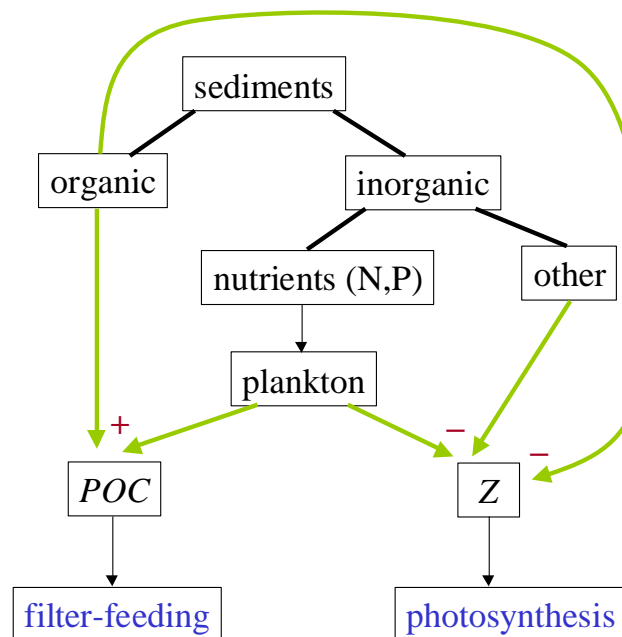 sediments
organic
inorganic
nutrients (N,P)
other
plankton
+
–
–
POC
Z
filter-feeding
photosynthesis